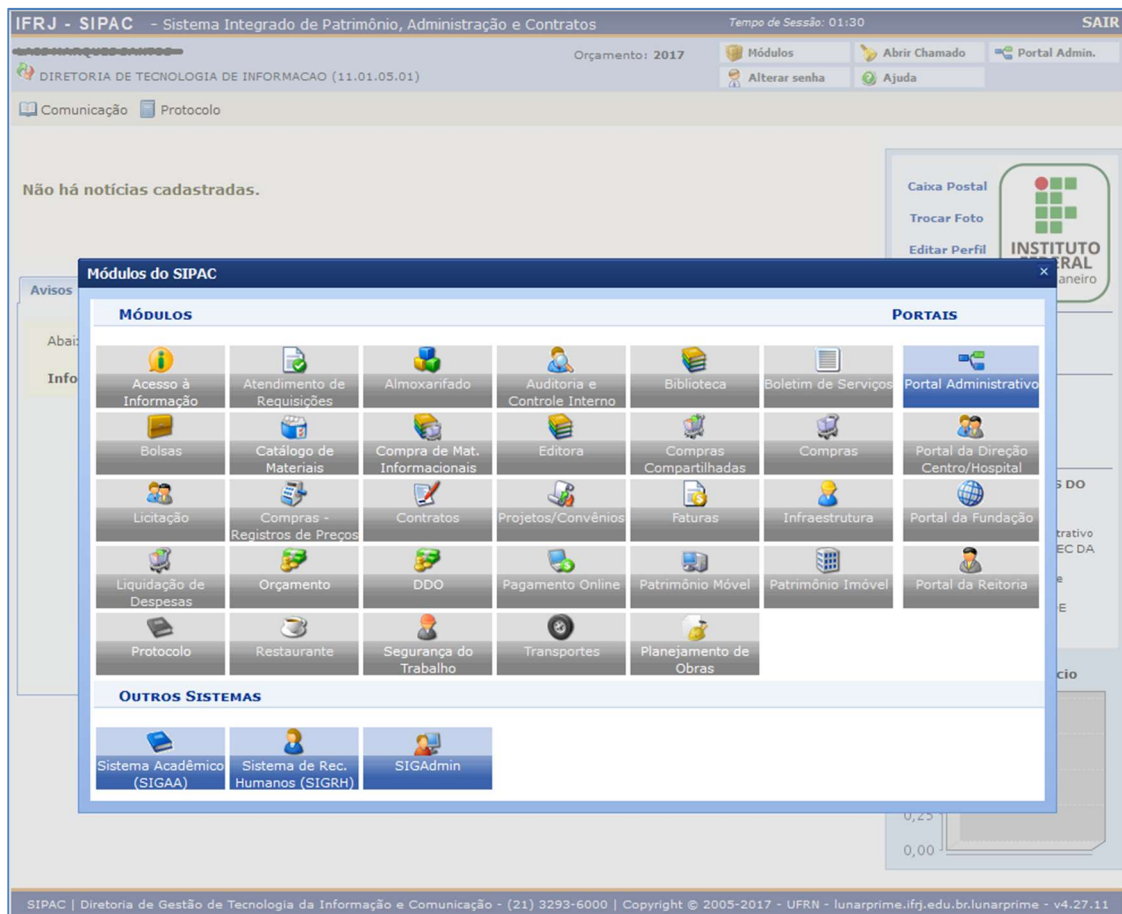 IFRJ - SIPAC - Sistema Integrado de Patrimônio, Administração e Contratos
Tempo de Sessão: 01:30
SAIR
DIRETORIA DE TECNOLOGIA DE INFORMACAO (11.01.05.01)
Orçamento: 2017
Módulos
Abrir Chamado
Portal Admin.
Alterar senha
Ajuda
Comunicação
Protocolo
Não há notícias cadastradas.
Caixa Postal
Trocar Foto
Editar Perfil
INSTITUTO
aneiro
Avisos
Abai
Info
Módulos do SIPAC
×
MÓDULOS
PORTAIS
Acesso à
Informação
Atendimento de
Requisições
Almoxarifado
Auditoria e
Controle Interno
Biblioteca
Boletim de Serviços
Portal Administrativo
Bolsas
Catálogo de
Materiais
Compra de Mat.
Informacionais
Editora
Compras
Compartilhadas
Compras
Portal da Direção
Centro/Hospital
Licitação
Compras -
Registros de Preços
Contratos
Projetos/Convênios
Faturas
Infraestrutura
Portal da Fundação
Liquidação de
Despesas
Orçamento
DDO
Pagamento Online
Patrimônio Móvel
Patrimônio Imóvel
Portal da Reitoria
Protocolo
Restaurante
Segurança do
Trabalho
Transportes
Planejamento de
Obras
OUTROS SISTEMAS
Sistema Acadêmico
(SIGAA)
Sistema de Rec.
Humanos (SIGRH)
SIGAdmin
S DO
trativo
EC DA
e
E
cio
0,25
0,00
SIPAC | Diretoria de Gestão de Tecnologia da Informação e Comunicação - (21) 3293-6000 | Copyright © 2005-2017 - UFRN - lunarprime.ifrj.edu.br.lunarprime - v4.27.11